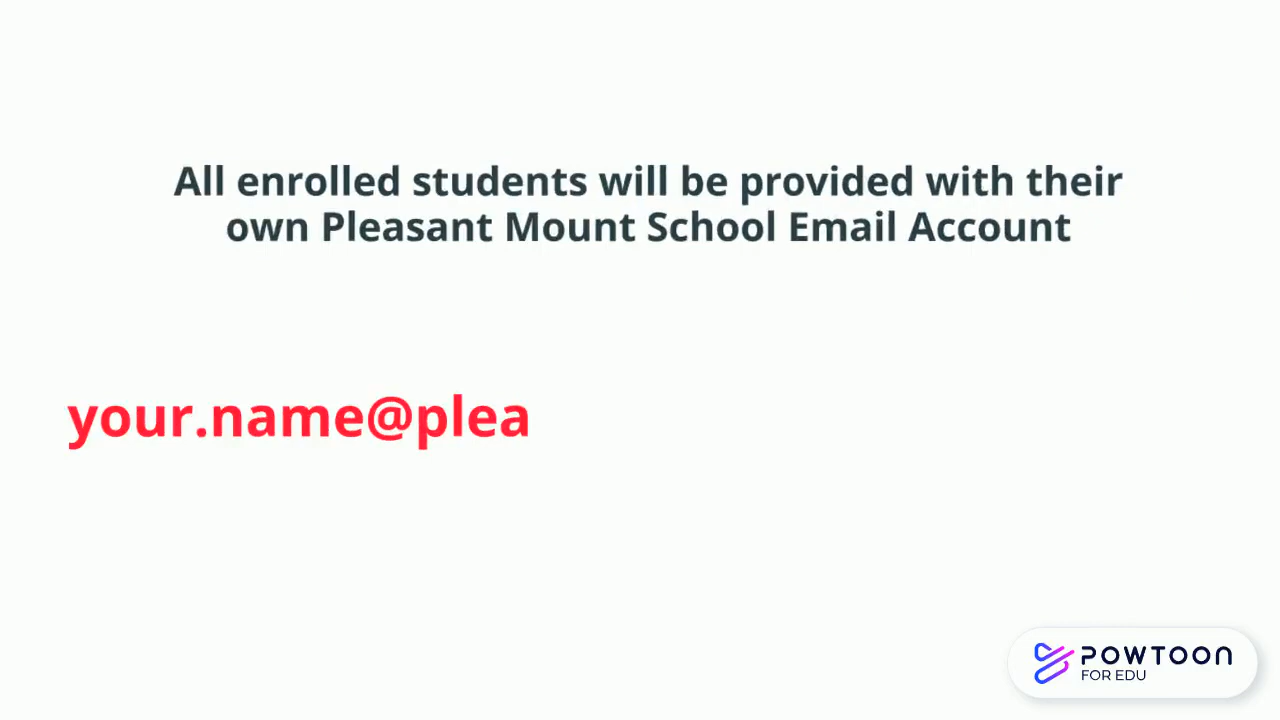 All enrolled students will be provided with their
own Pleasant Mount School Email Account
your.name@plea
POWTOON
FOR EDU